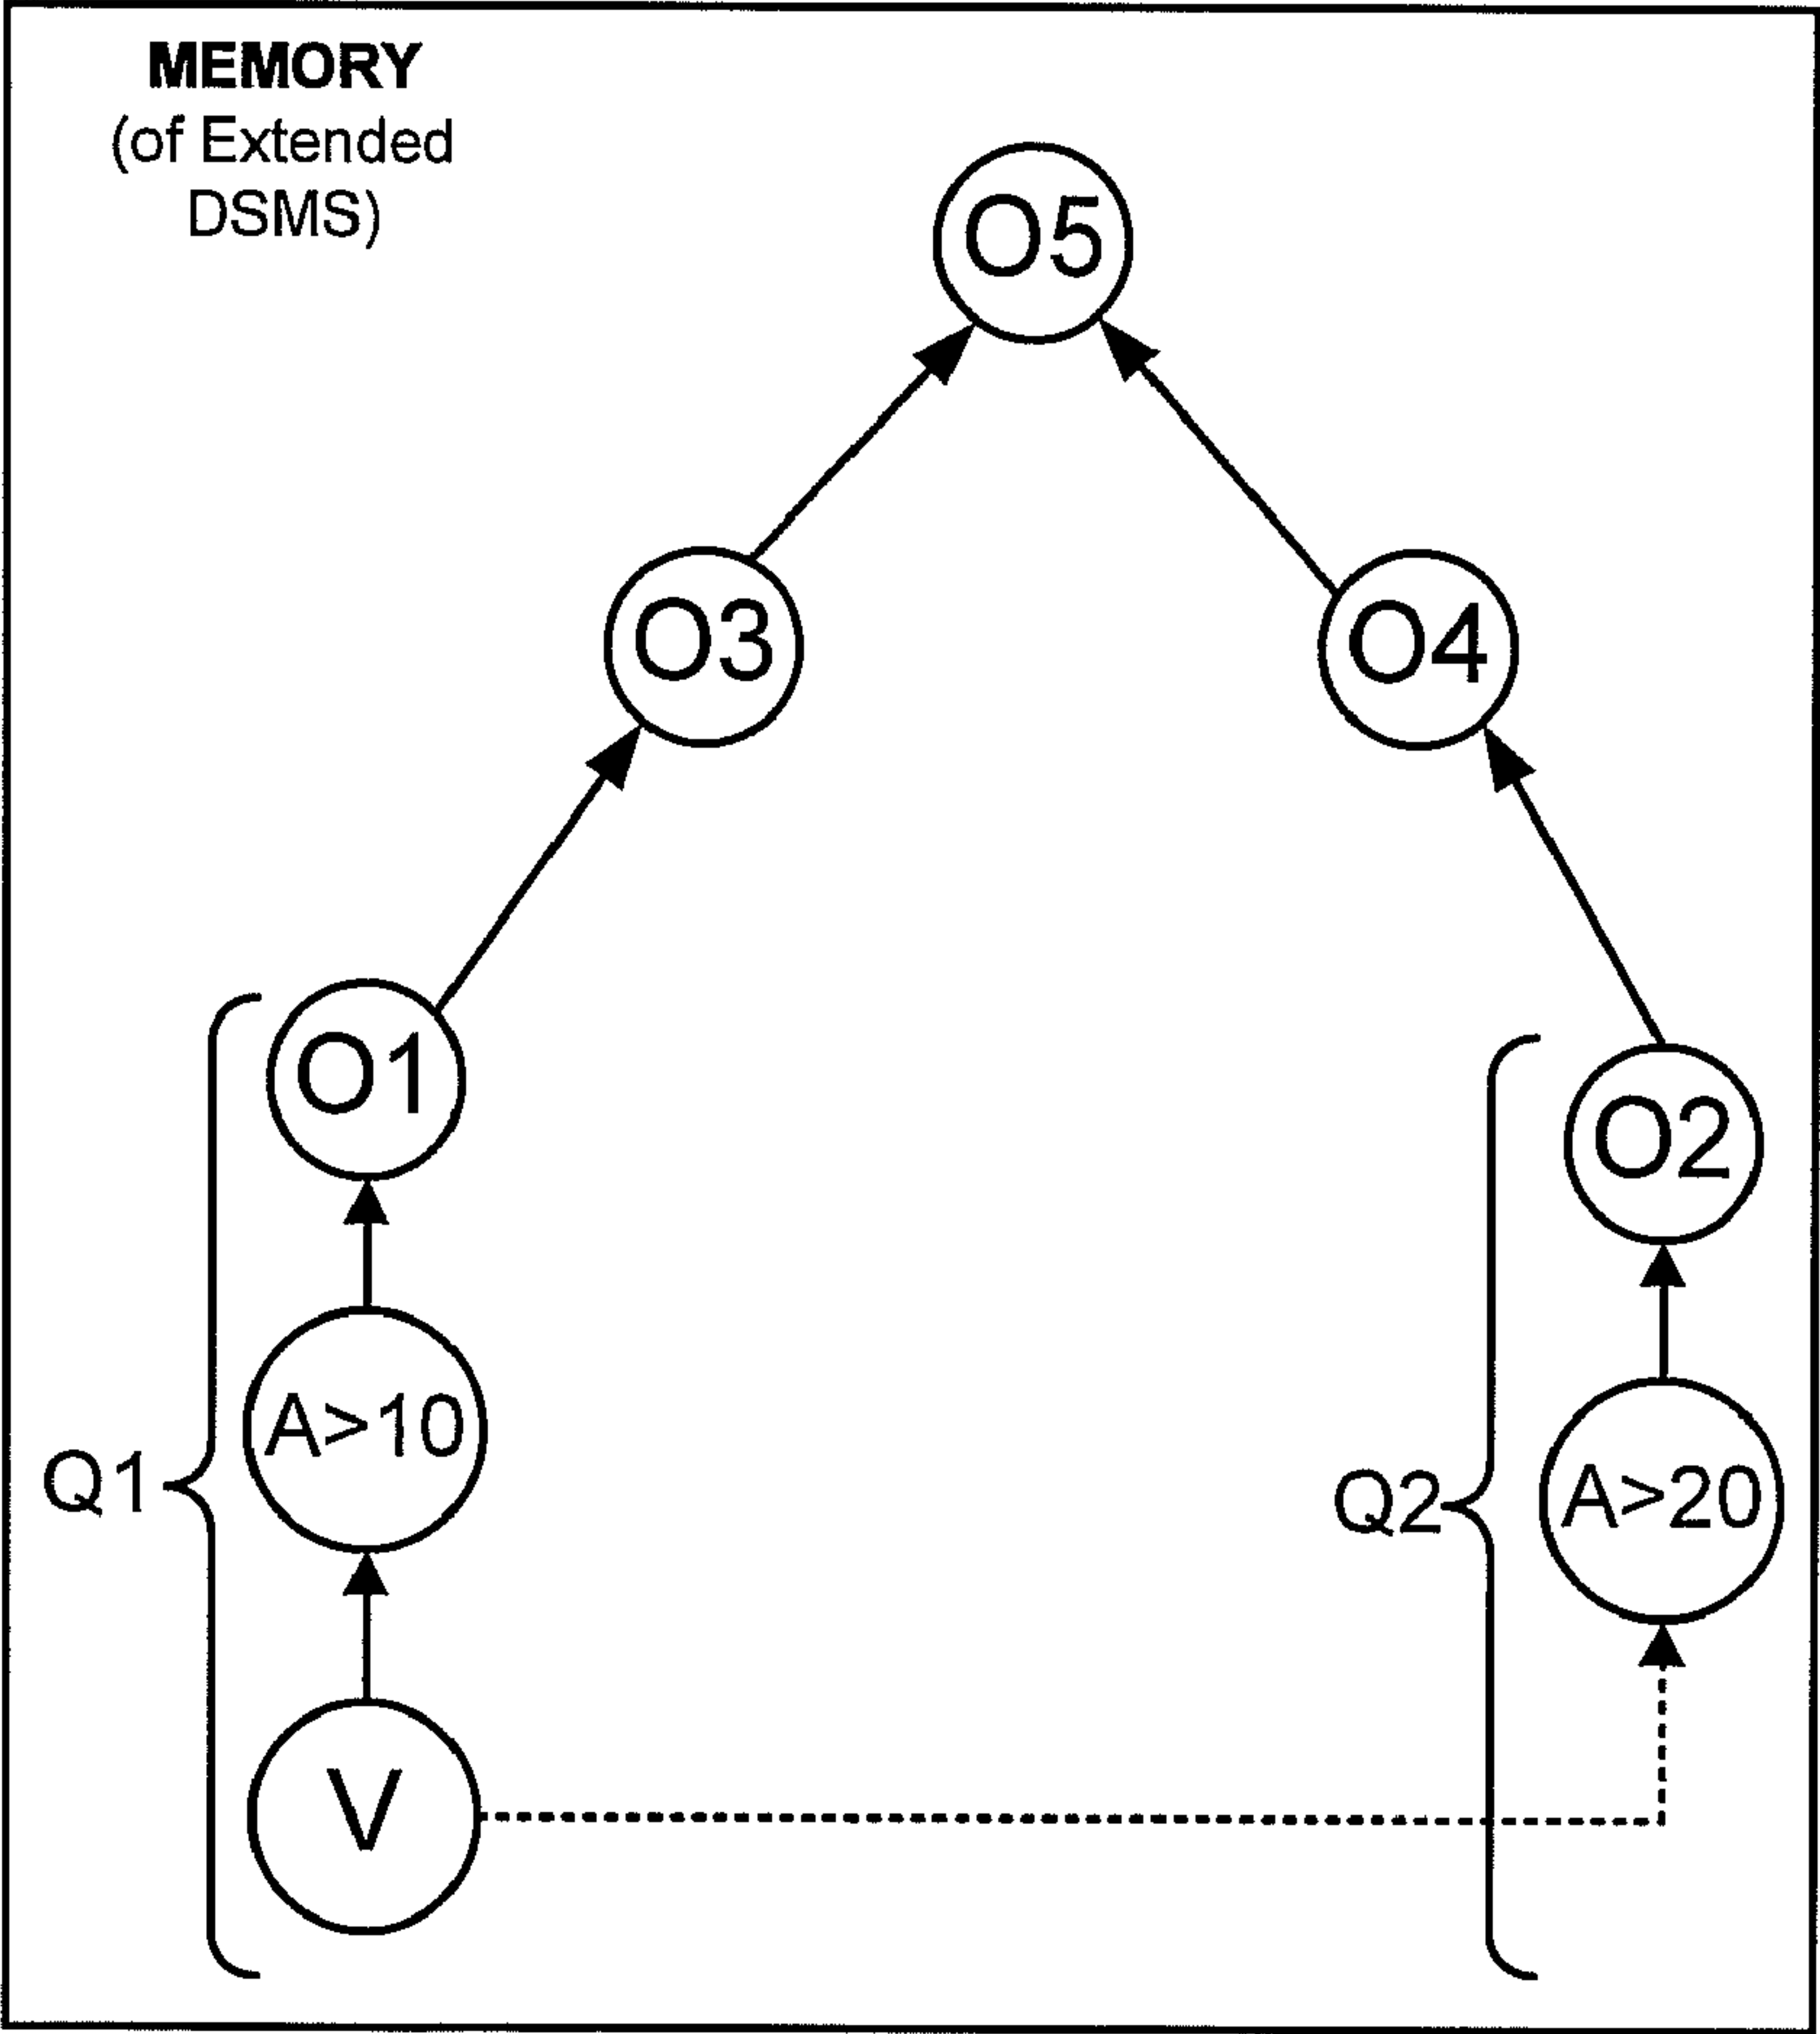 MEMORY
(of Extended
DSMS)
O5
O3
O4
O1
O2
A>10
Q1
Q2
A>20
V